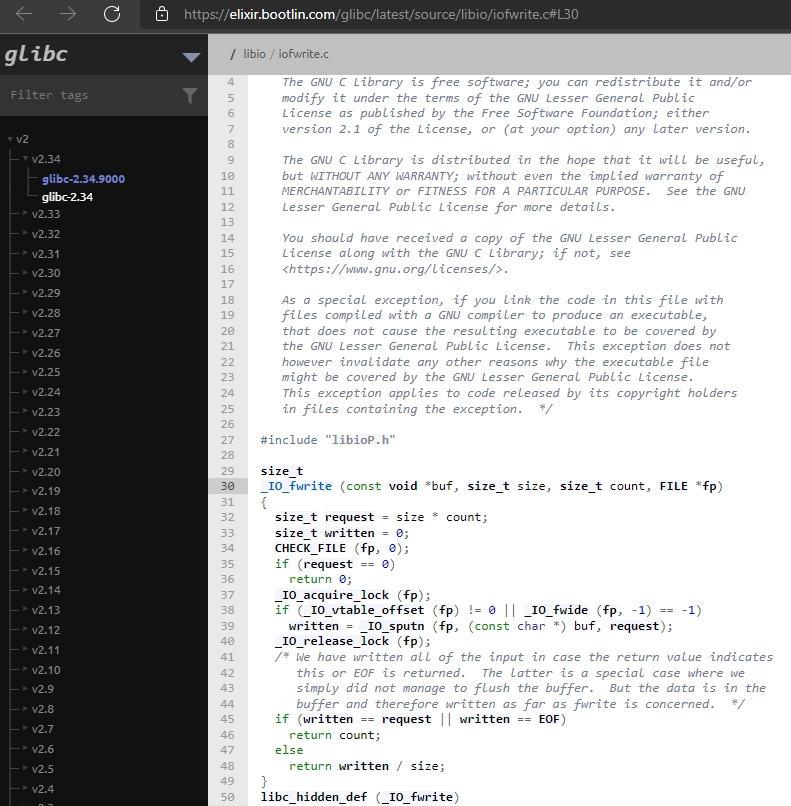 https://elixir.bootlin.com/glibc/latest/source/libio/iofwrite.c#L30
glibc
/ libio / iofwrite.c
Filter tags
v2
v2.34
glibc-2.34.9000
glibc-2.34
v2.33
v2.32
v2.31
v2.30
v2.29
v2.28
v2.27
v2.26
v2.25
v2.24
v2.23
v2.22
v2.21
v2.20
v2.19
v2.18
v2.17
v2.16
v2.15
v2.14
v2.13
v2.12
v2.11
v2.10
v2.9
v2.8
v2.7
v2.6
v2.5
v2.4
4 The GNU C Library is free software; you can redistribute it and/or
5 modify it under the terms of the GNU Lesser General Public
6 License as published by the Free Software Foundation; either
7 version 2.1 of the License, or (at your option) any later version.
8
9 The GNU C Library is distributed in the hope that it will be useful,
10 but WITHOUT ANY WARRANTY; without even the implied warranty of
11 MERCHANTABILITY or FITNESS FOR A PARTICULAR PURPOSE.  See the GNU
12 Lesser General Public License for more details.
13
14 You should have received a copy of the GNU Lesser General Public
15 License along with the GNU C Library; if not, see
16 <https://www.gnu.org/licenses/>.
17
18 As a special exception, if you link the code in this file with
19 files compiled with a GNU compiler to produce an executable,
20 that does not cause the resulting executable to be covered by
21 the GNU Lesser General Public License.  This exception does not
22 however invalidate any other reasons why the executable file
23 might be covered by the GNU Lesser General Public License.
24 This exception applies to code released by its copyright holders
25 in files containing the exception.  */
26
27 #include "libioP.h"
28
29 size_t
30 _IO_fwrite (const void *buf, size_t size, size_t count, FILE *fp)
31 {
32   size_t request = size * count;
33   size_t written = 0;
34   CHECK_FILE (fp, 0);
35   if (request == 0)
36     return 0;
37   _IO_acquire_lock (fp);
38   if (_IO_vtable_offset (fp) != 0 || _IO_fwide (fp, -1) == -1)
39     written = _IO_sputn (fp, (const char *) buf, request);
40   _IO_release_lock (fp);
41   /* We have written all of the input in case the return value indicates
42      this or EOF is returned.  The latter is a special case where we
43      simply did not manage to flush the buffer.  But the data is in the
44      buffer and therefore written as far as fwrite is concerned.  */
45   if (written == request || written == EOF)
46     return count;
47   else
48     return written / size;
49 }
50 libc_hidden_def (_IO_fwrite)